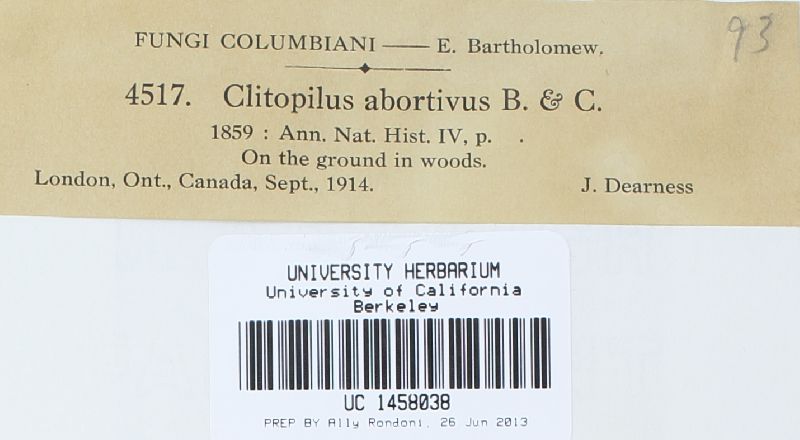 93
FUNGI COLUMBIANI — E. Bartholomew.
4517. Clitopilus abortivus B. & C.
1859 : Ann. Nat. Hist. IV, p. .
On the ground in woods.
London, Ont., Canada, Sept., 1914. J. Dearness
UNIVERSITY HERBARIUM
University of California
Berkeley
UC 1458038
PREP BY Ally Rondoni, 26 Jun 2013